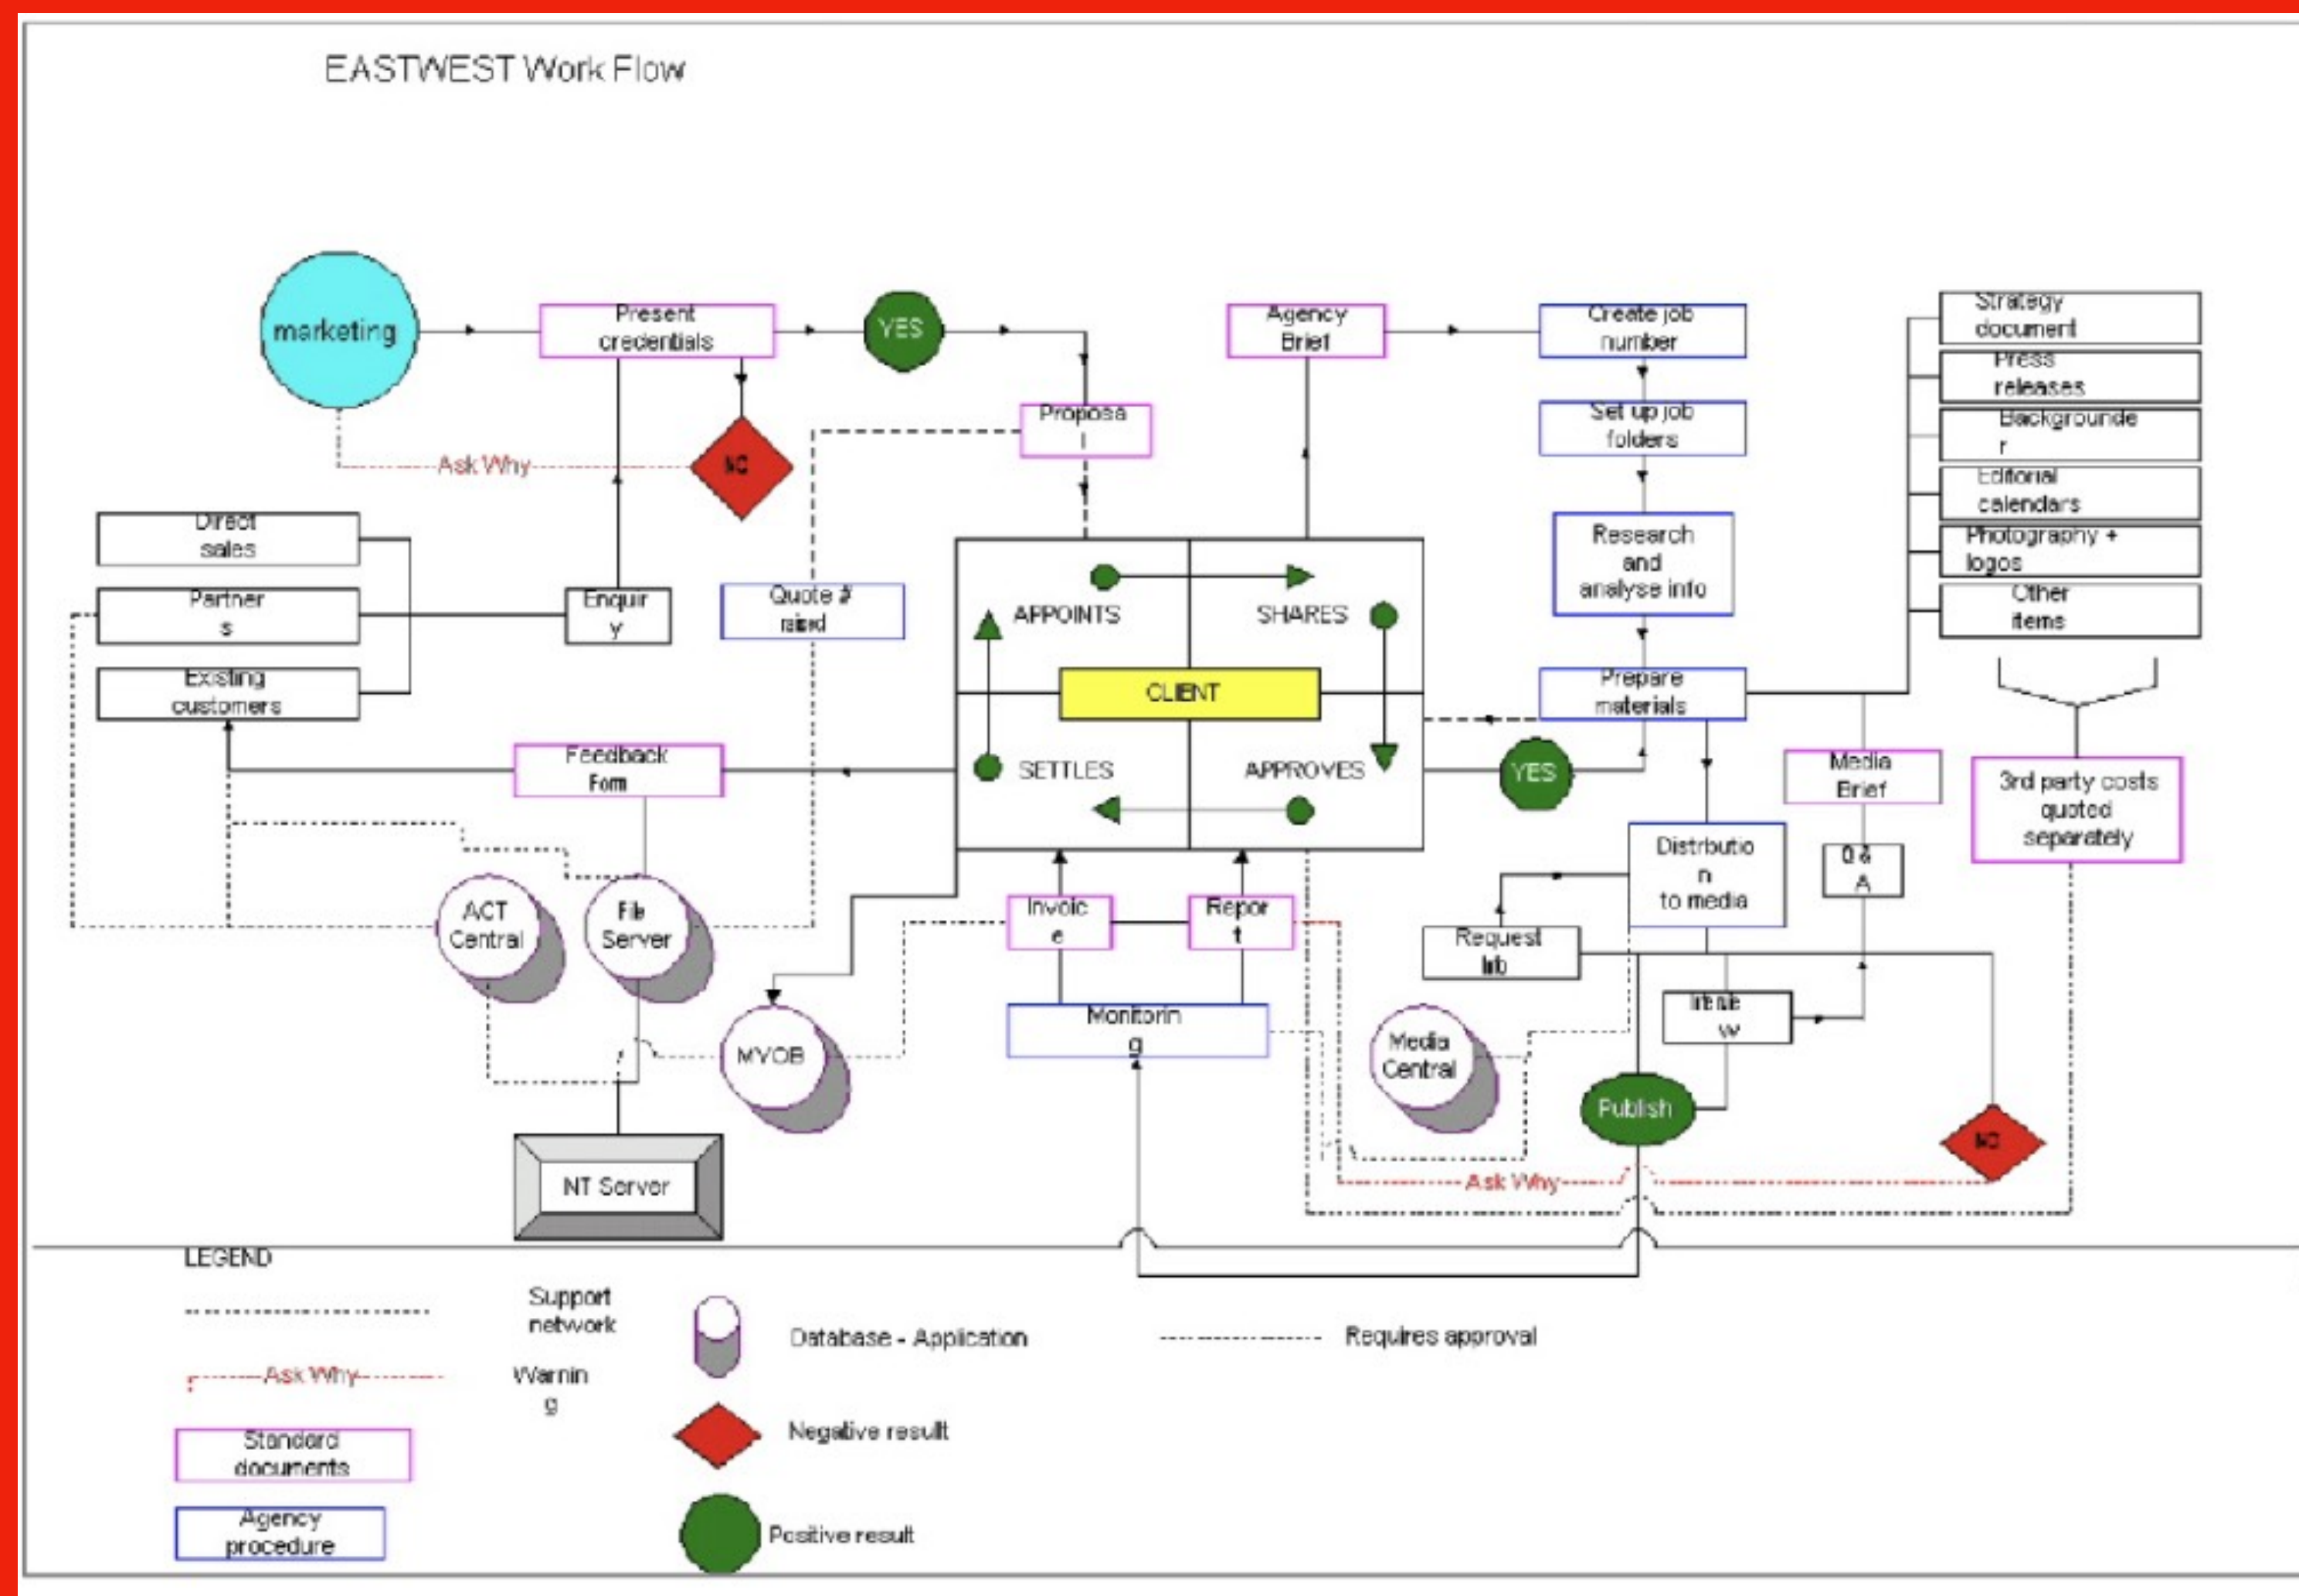 EASTWEST Work Flow
marketing
Present
credentials
YES
Agency
Brief
Create job
number
Strategy
document
Press
releases
Proposa
Set up job
folders
Backgrounde
r
Ask Why
NO
Editorial
calendars
Direct
sales
Research
and
analyse info
Photography +
logos
Partner
s
Enquir
y
Quote #
raised
APPOINTS
SHARES
Other
items
Existing
customers
CLIENT
Prepare
materials
Feedback
Form
SETTLES
APPROVES
YES
Media
Brief
3rd party costs
quoted
separately
Distributio
n
to media
Q &
A
ACT
Central
File
Server
Invoic
e
Repor
t
Request
Info
Intervie
w
Monitorin
g
MYOB
Media
Central
Publish
NO
NT Server
Ask Why
LEGEND
Support
network
Database - Application
Requires approval
Ask Why
Warnin
g
Negative result
Standard
documents
Agency
procedure
Positive result